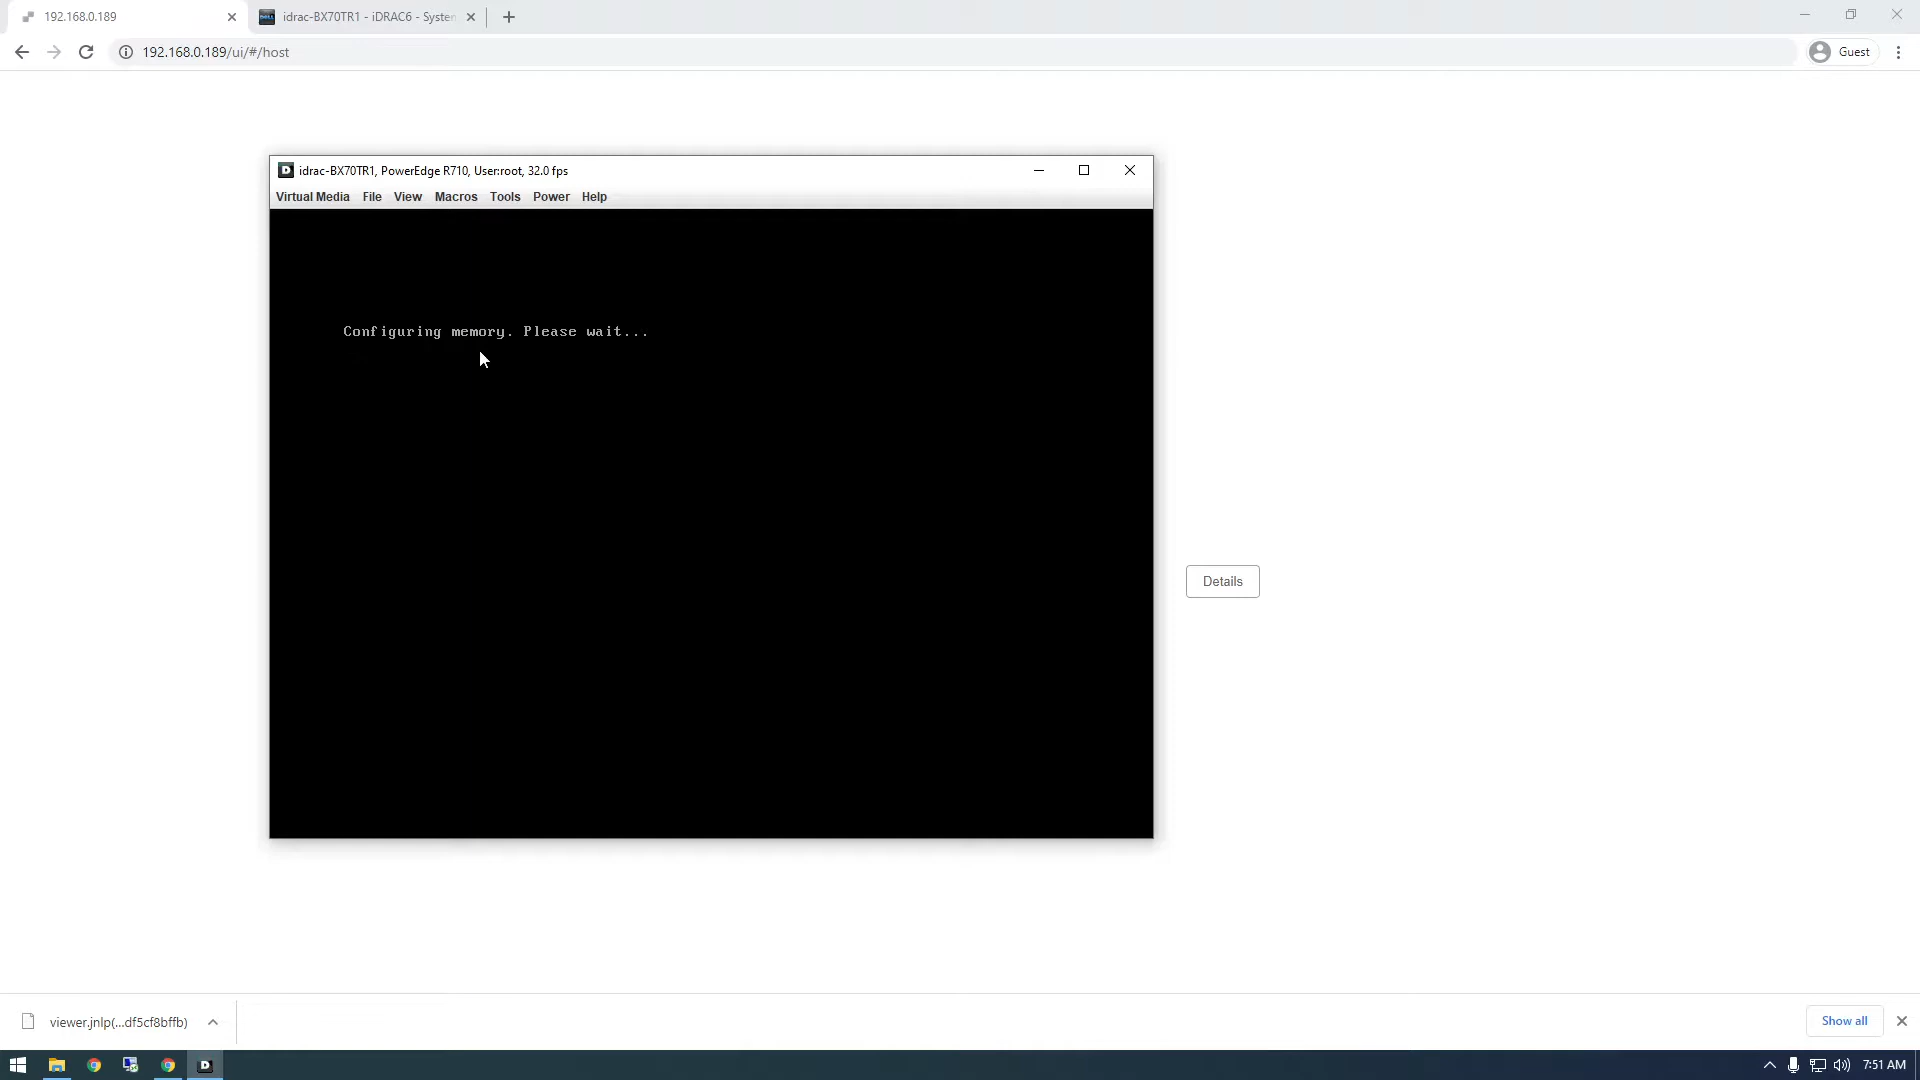 192.168.0.189
idrac-BX70TR1 - iDRAC6 - System
192.168.0.189/ui/#/host
Guest
D idrac-BX70TR1, PowerEdge R710, User:root, 32.0 fps
Virtual Media File View Macros Tools Power Help
Configuring memory. Please wait...
Details
viewer.jnlp(...df5cf8bffb)
Show all
D
7:51 AM